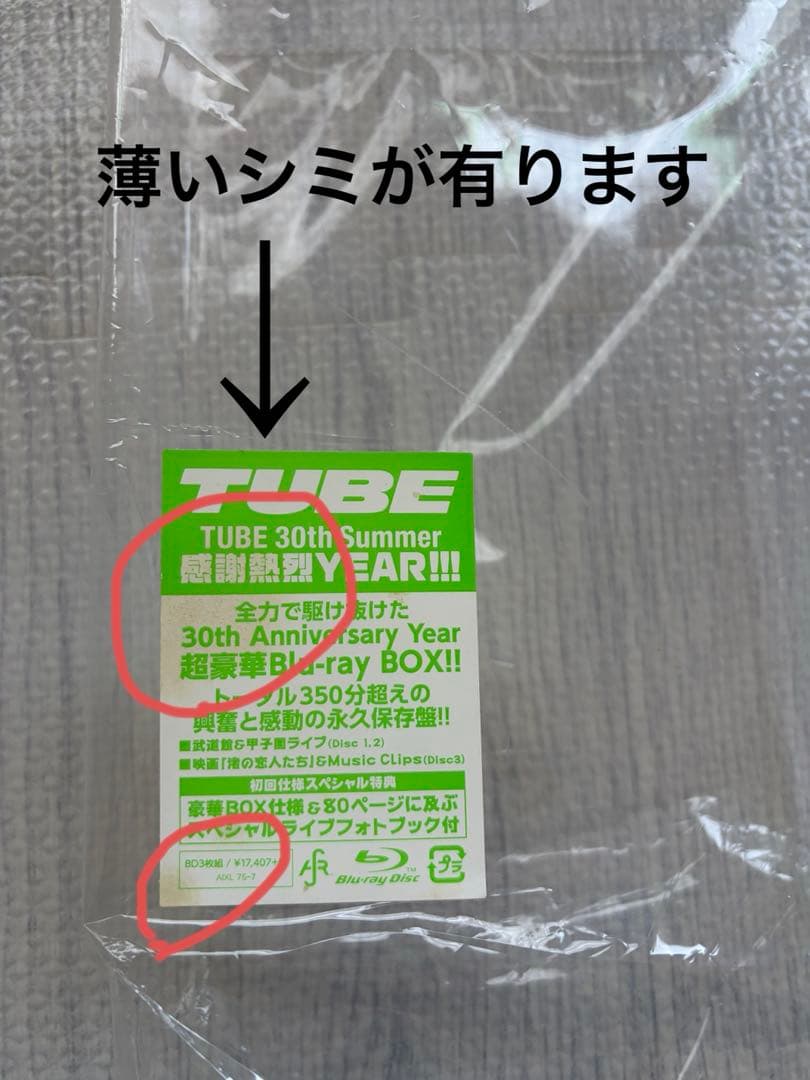 薄いシミが有ります
TUBE
TUBE 30th Summer
感謝熱烈YEAR!!!
全力で駆け抜けた
30th Anniversary Year
超豪華Blu-ray BOX!!
トータル350分超えの
興奮と感動の永久保存盤!!
■武道館&甲子園ライブ(Disc 1,2)
■映画『渚の恋人たち』&Music Clips(Disc3)
初回仕様スペシャル特典
豪華BOX仕様&80ページに及ぶ
スペシャルライブフォトブック付
BD3枚組 / ¥17,407+
AIXL 75-7
Blu-ray Disc TM
プラ